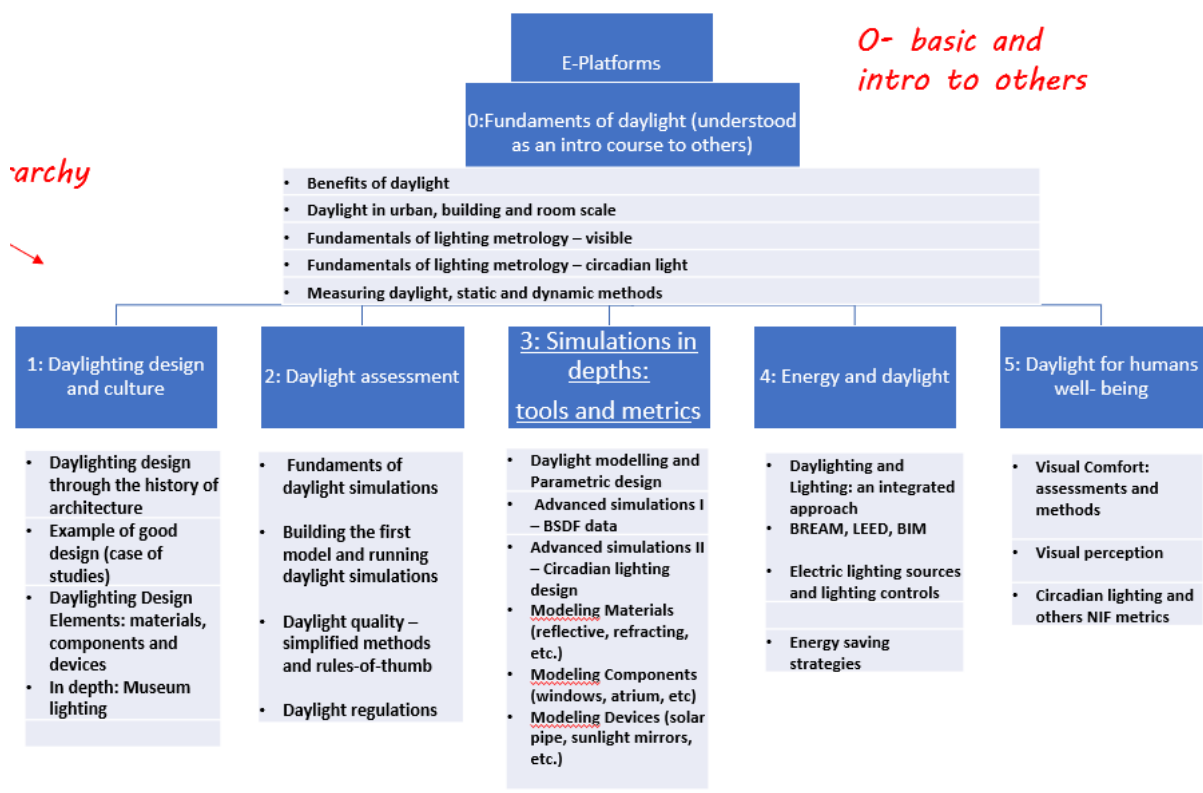 E-Platforms
O- basic and
intro to others
0:Fundaments of daylight (understood
as an intro course to others)
rarchy
• Benefits of daylight
• Daylight in urban, building and room scale
• Fundamentals of lighting metrology – visible
• Fundamentals of lighting metrology – circadian light
• Measuring daylight, static and dynamic methods
1: Daylighting design
and culture
• Daylighting design
through the history of
architecture
• Example of good
design (case of
studies)
• Daylighting Design
Elements: materials,
components and
devices
• In depth: Museum
lighting
2: Daylight assessment
• Fundaments of
daylight simulations
• Building the first
model and running
daylight simulations
• Daylight quality –
simplified methods
and rules-of-thumb
• Daylight regulations
3: Simulations in
depths:
tools and metrics
• Daylight modelling and
Parametric design
• Advanced simulations I
– BSDF data
• Advanced simulations II
– Circadian lighting
design
• Modeling Materials
(reflective, refracting,
etc.)
• Modeling Components
(windows, atrium, etc)
• Modeling Devices (solar
pipe, sunlight mirrors,
etc.)
4: Energy and daylight
• Daylighting and
Lighting: an integrated
approach
• BREAM, LEED, BIM
• Electric lighting sources
and lighting controls
• Energy saving
strategies
5: Daylight for humans
well- being
• Visual Comfort:
assessments and
methods
• Visual perception
• Circadian lighting and
others NIF metrics